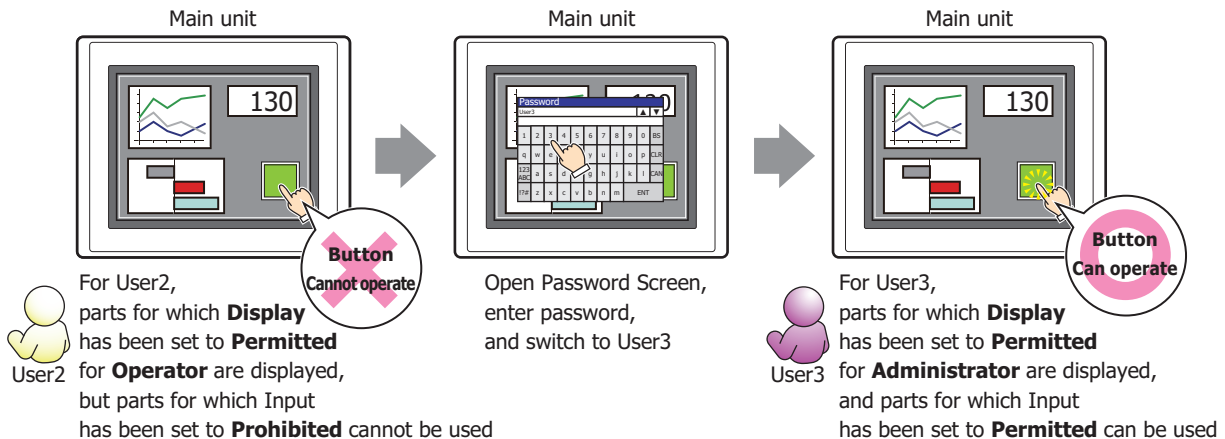 Main unit
130
Button
Cannot operate
User2
For User2,
parts for which Display
has been set to Permitted
for Operator are displayed,
but parts for which Input
has been set to Prohibited cannot be used
Main unit
Password
User3
▲ ▼
1 2 3 4 5 6 7 8 9 0 BS
q w e y u i o p CLR
123 ABC a s d g h j k l CAN
!?# z x c v b n m ENT
Open Password Screen,
enter password,
and switch to User3
Main unit
130
Button
Can operate
User3
For User3,
parts for which Display
has been set to Permitted
for Administrator are displayed,
and parts for which Input
has been set to Permitted can be used